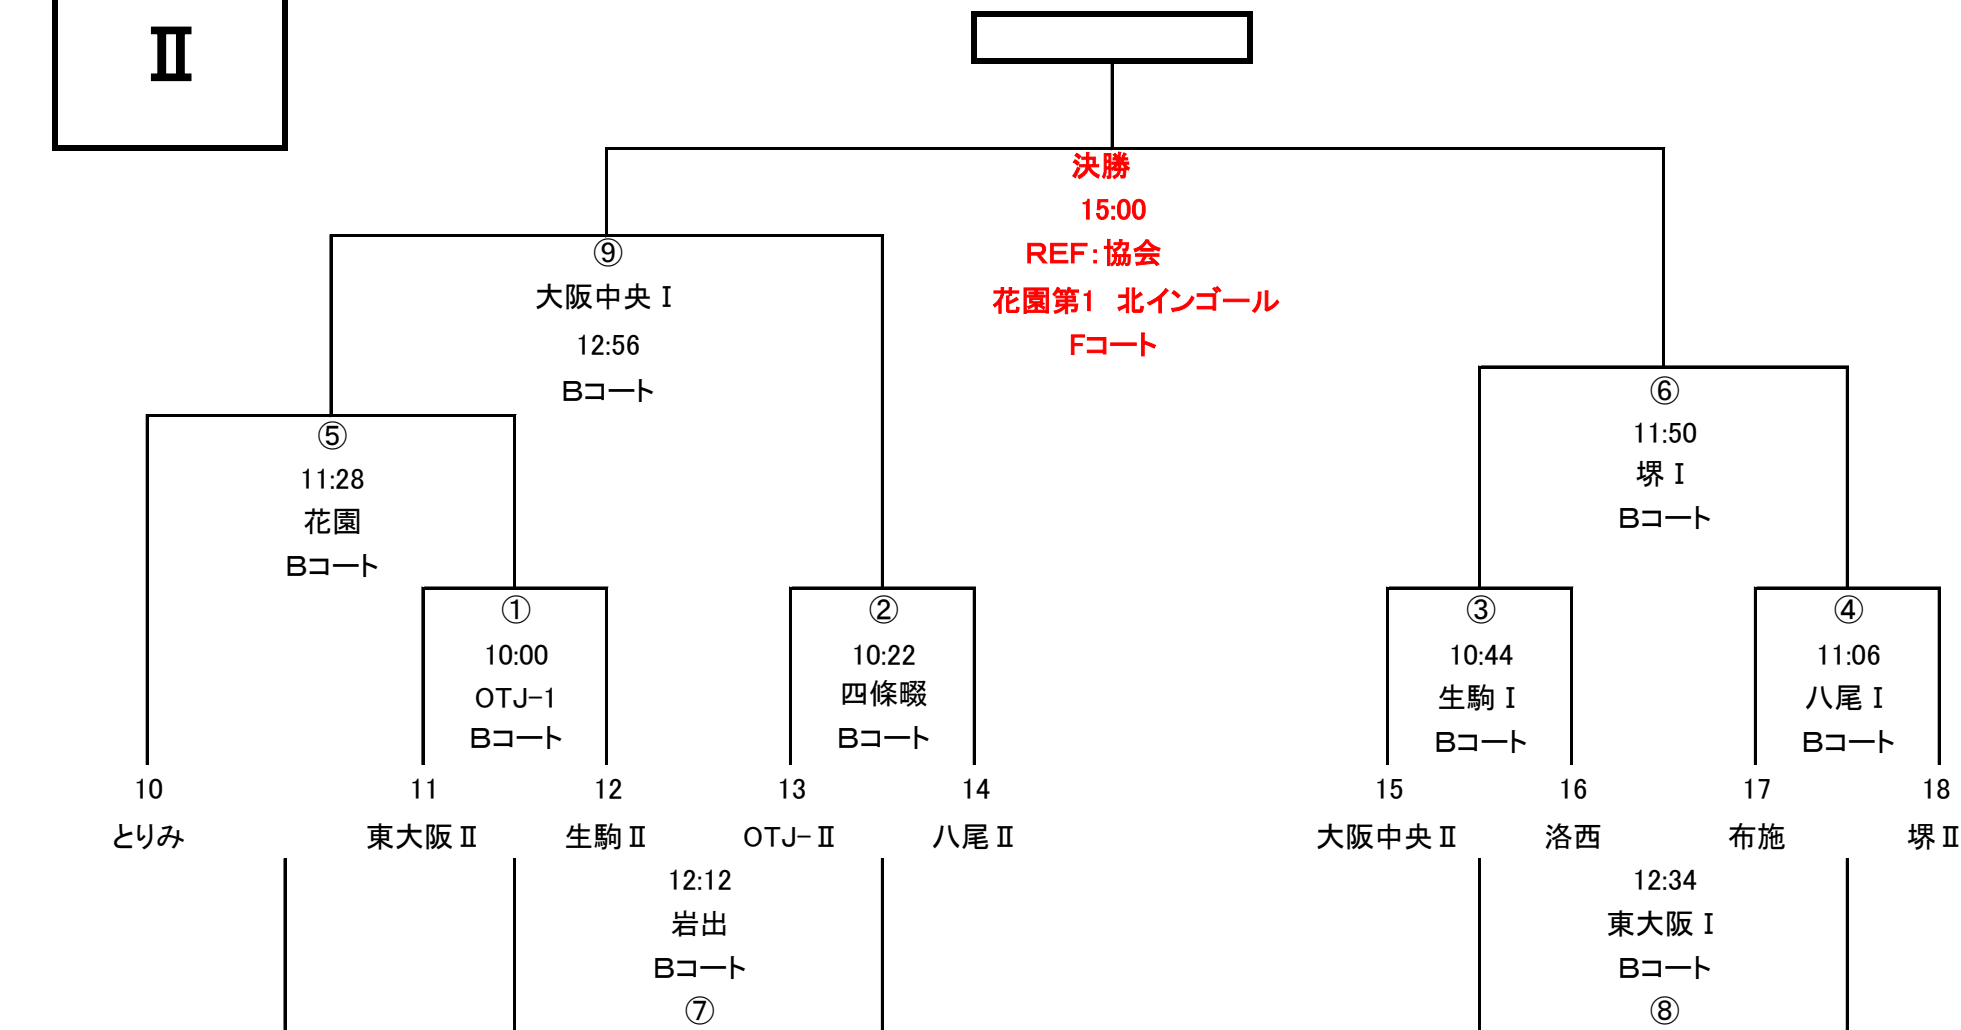 Ⅱ
決勝
15:00
REF:協会
花園第1　北インゴール
Fコート
⑨
大阪中央Ⅰ
12:56
Bコート
⑥
11:50
堺Ⅰ
Bコート
⑤
11:28
花園
Bコート
①
10:00
OTJ-1
Bコート
②
10:22
四條畷
Bコート
③
10:44
生駒Ⅰ
Bコート
④
11:06
八尾Ⅰ
Bコート
10 11 12 13 14 15 16 17 18
とりみ 東大阪Ⅱ 生駒Ⅱ OTJ-Ⅱ 八尾Ⅱ 大阪中央Ⅱ 洛西 布施 堺Ⅱ
12:12
岩出
Bコート
⑦
12:34
東大阪Ⅰ
Bコート
⑧